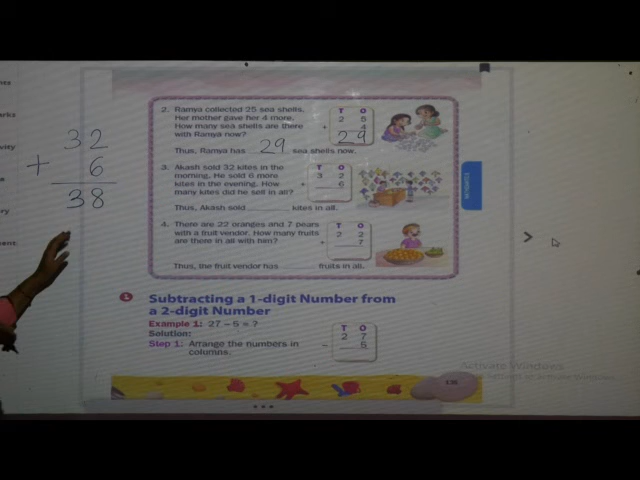 32
+ 6
38
2. Ramya collected 25 sea shells.
Her mother gave her 4 more.
How many sea shells are there
with Ramya now?
T O
2 5
+ 4
29
Thus, Ramya has 29 sea shells now.
3. Akash sold 32 kites in the
morning. He sold 6 more
kites in the evening. How
many kites did he sell in all?
T O
3 2
+ 6
Thus, Akash sold ______ kites in all.
4. There are 22 oranges and 7 pears
with a fruit vendor. How many fruits
are there in all with him?
T O
2 2
+ 7
Thus, the fruit vendor has ______ fruits in all.
Subtracting a 1-digit Number from
a 2-digit Number
Example 1: 27 – 5 = ?
Solution:
Step 1: Arrange the numbers in
columns.
T O
2 7
– 5
Activate Windows